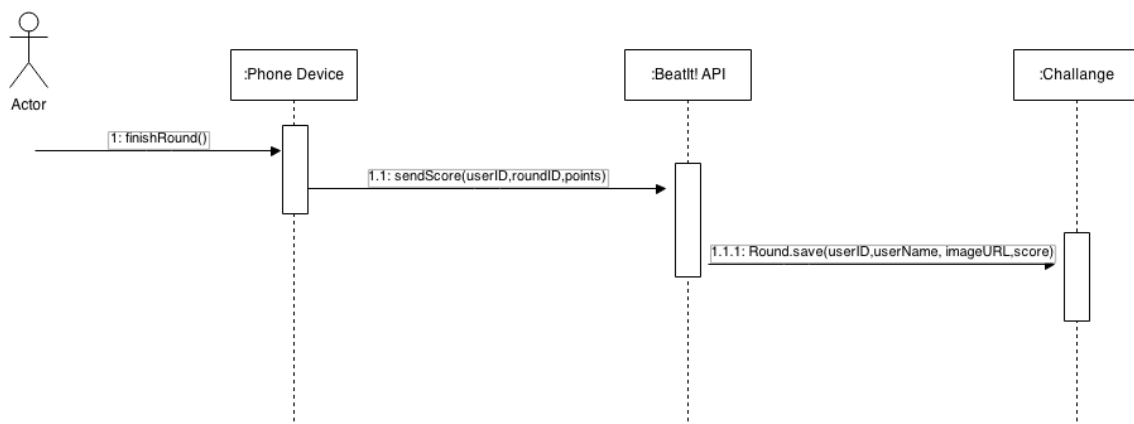 :Phone Device
:BeatIt! API
:Challange
Actor
1: finishRound()
1.1: sendScore(userID,roundID,points)
1.1.1: Round.save(userID,userName, imageURL,score)